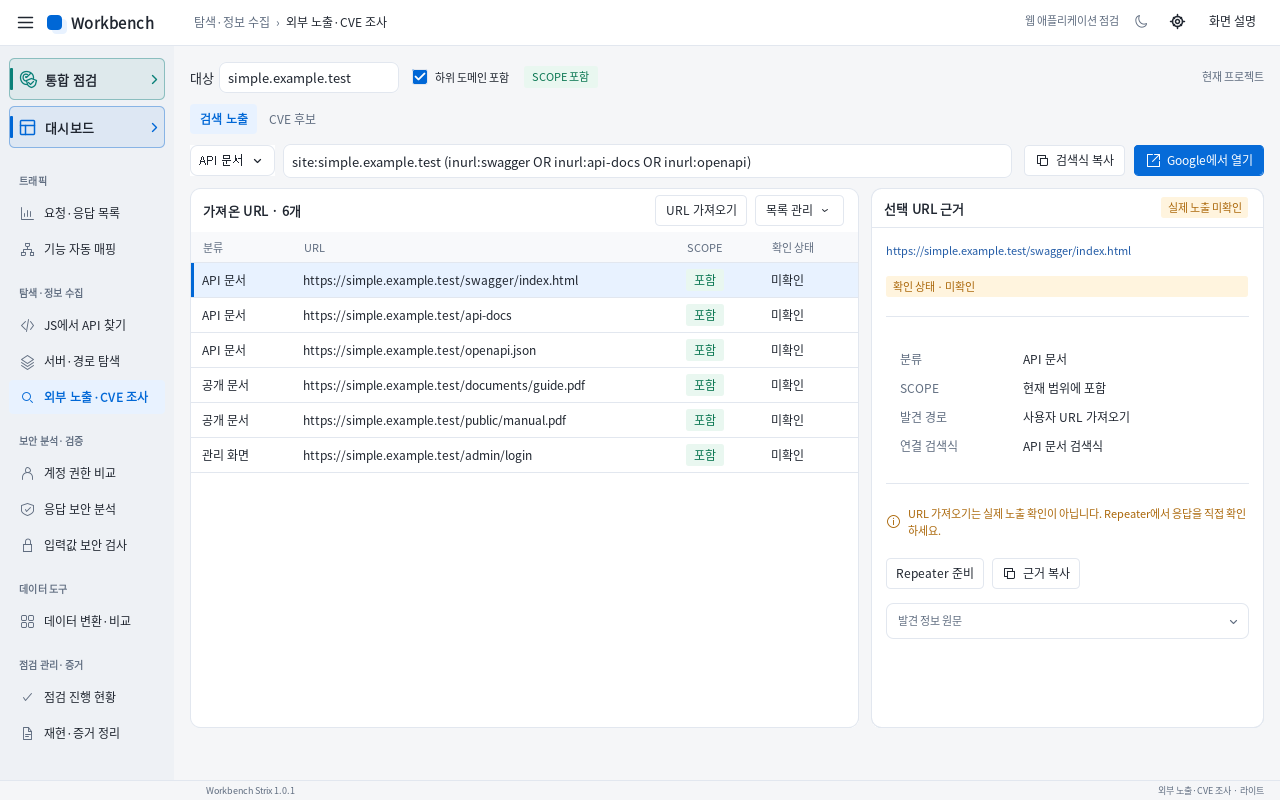 Workbench
탐색·정보 수집 › 외부 노출·CVE 조사
웹 애플리케이션 점검
화면 설명
통합 점검
대시보드
트래픽
요청·응답 목록
기능 자동 매핑
탐색·정보 수집
JS에서 API 찾기
서버·경로 탐색
외부 노출·CVE 조사
보안 분석·검증
계정 권한 비교
응답 보안 분석
입력값 보안 검사
데이터 도구
데이터 변환·비교
점검 관리·증거
점검 진행 현황
재현·증거 정리
대상 simple.example.test 하위 도메인 포함 SCOPE 포함 현재 프로젝트
검색 노출 CVE 후보
API 문서 site:simple.example.test (inurl:swagger OR inurl:api-docs OR inurl:openapi) 검색식 복사 Google에서 열기
가져온 URL · 6개 URL 가져오기 목록 관리
분류 URL SCOPE 확인 상태
API 문서 https://simple.example.test/swagger/index.html 포함 미확인
API 문서 https://simple.example.test/api-docs 포함 미확인
API 문서 https://simple.example.test/openapi.json 포함 미확인
공개 문서 https://simple.example.test/documents/guide.pdf 포함 미확인
공개 문서 https://simple.example.test/public/manual.pdf 포함 미확인
관리 화면 https://simple.example.test/admin/login 포함 미확인
선택 URL 근거 실제 노출 미확인
https://simple.example.test/swagger/index.html
확인 상태 · 미확인
분류 API 문서
SCOPE 현재 범위에 포함
발견 경로 사용자 URL 가져오기
연결 검색식 API 문서 검색식
URL 가져오기는 실제 노출 확인이 아닙니다. Repeater에서 응답을 직접 확인
하세요.
Repeater 준비 근거 복사
발견 정보 원문
Workbench Strix 1.0.1
외부 노출·CVE 조사 · 라이트